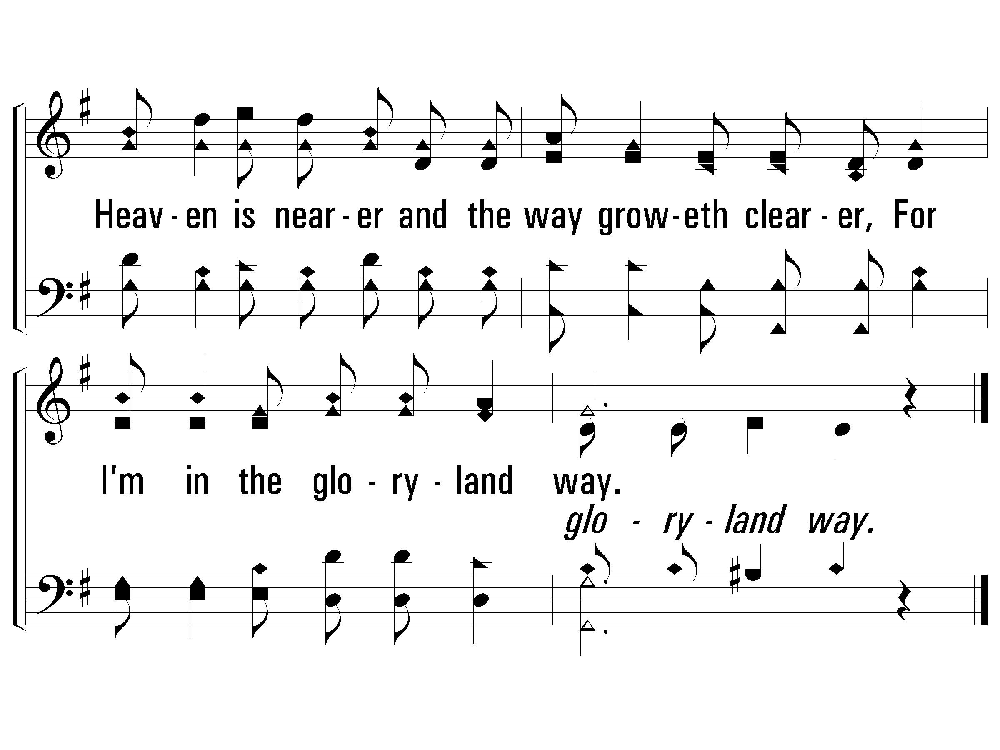 Heav - en is near - er and the way grow - eth clear - er, For
I'm in the glo - ry - land way.
glo - ry - land way.